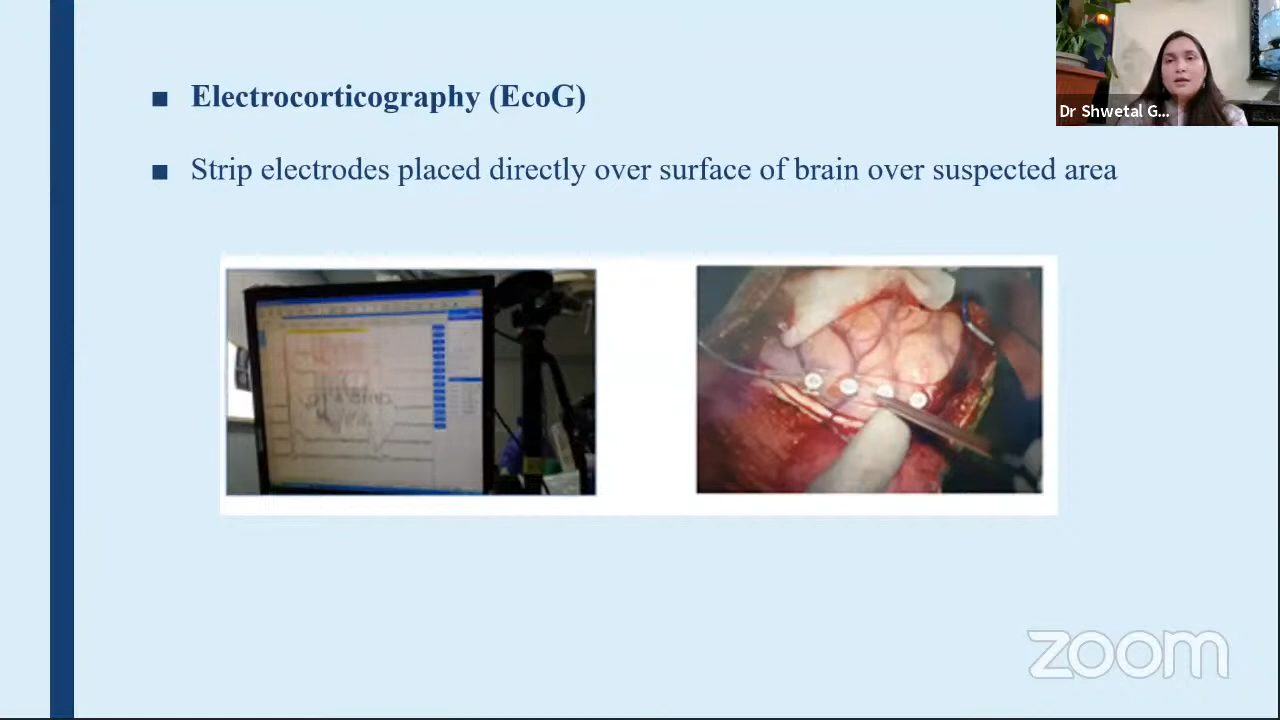 Electrocorticography (EcoG)
Dr Shwetal G...
Strip electrodes placed directly over surface of brain over suspected area
zoom